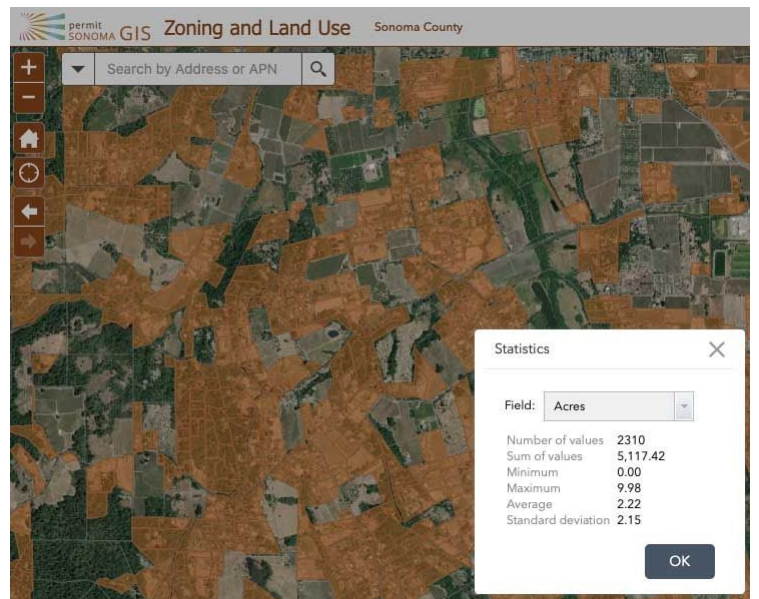 permit
SONOMA GIS Zoning and Land Use Sonoma County
Search by Address or APN
Statistics
Field: Acres
Number of values 2310
Sum of values 5,117.42
Minimum 0.00
Maximum 9.98
Average 2.22
Standard deviation 2.15
OK